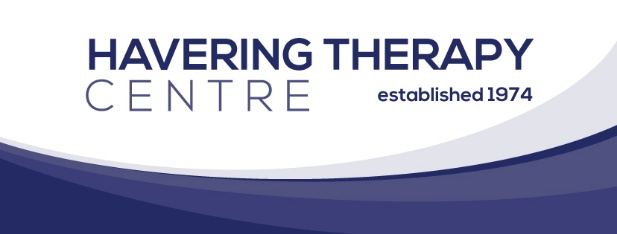 HAVERING THERAPY
CENTRE established 1974